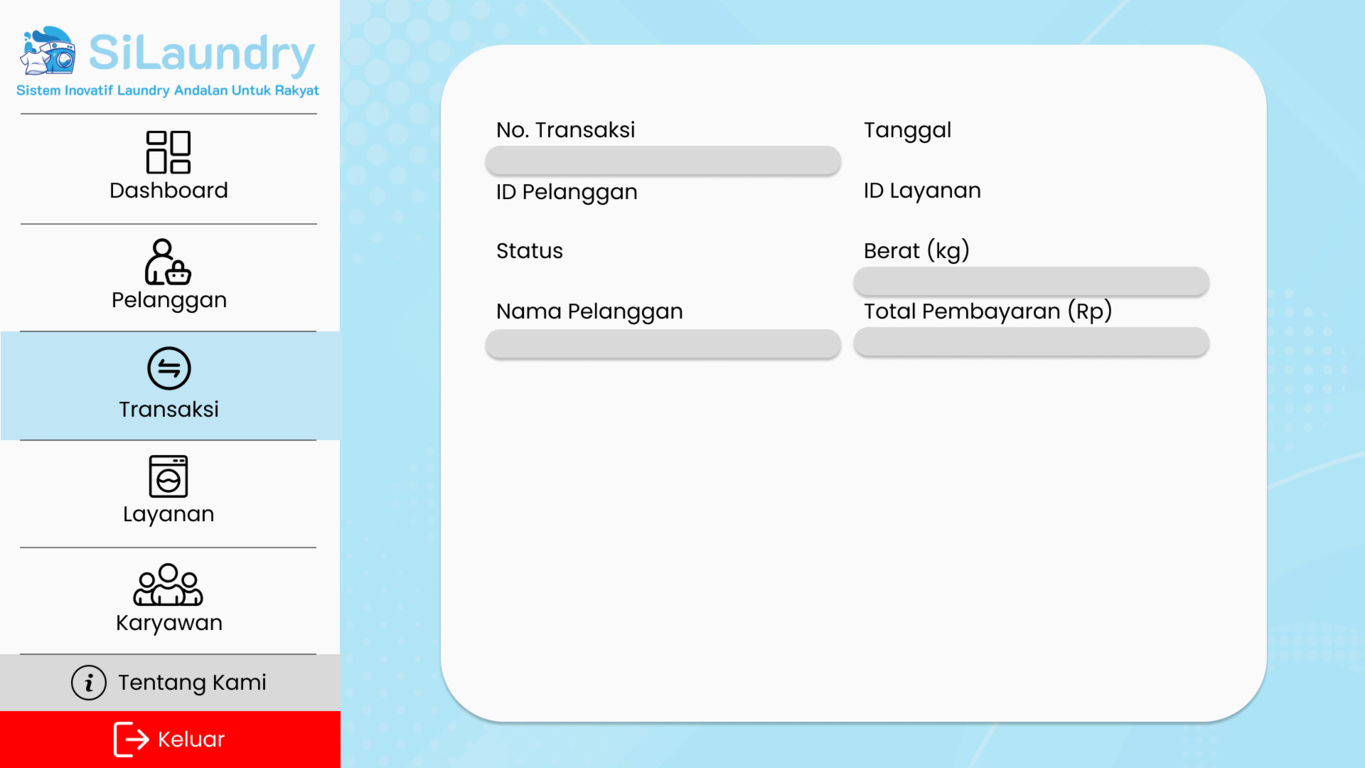 SiLaundry
Sistem Inovatif Laundry Andalan Untuk Rakyat
Dashboard
Pelanggan
Transaksi
Layanan
Karyawan
Tentang Kami
Keluar
No. Transaksi
Tanggal
ID Pelanggan
ID Layanan
Status
Berat (kg)
Nama Pelanggan
Total Pembayaran (Rp)